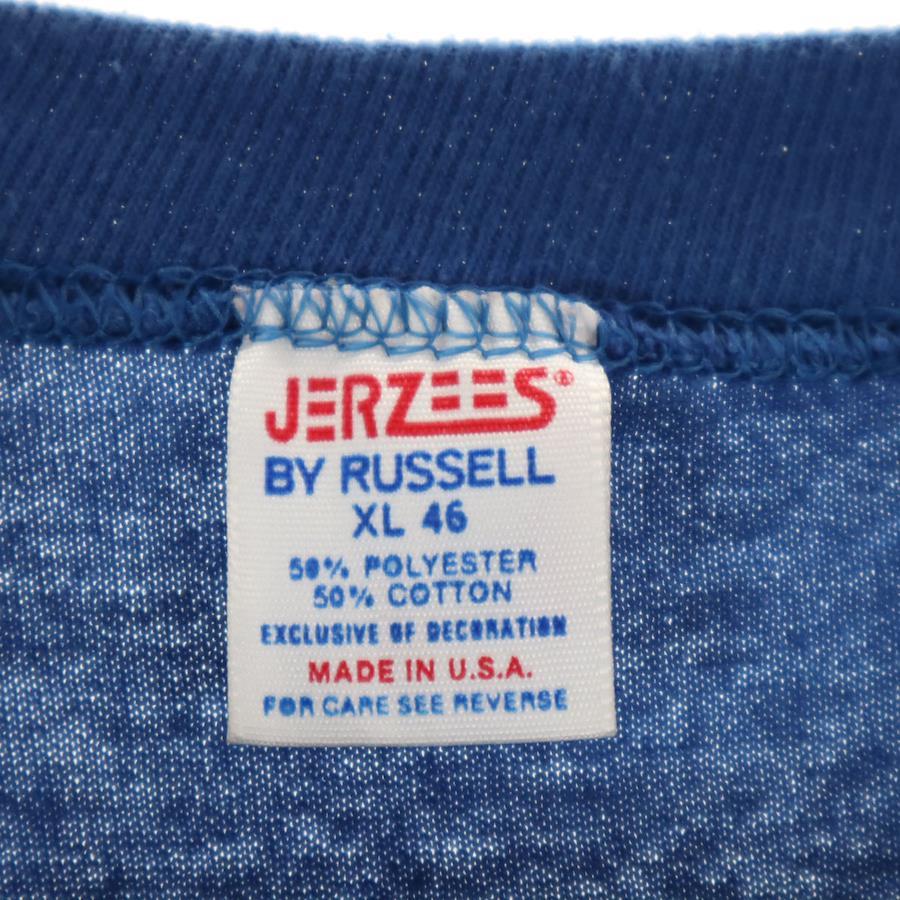 JERZEES®
BY RUSSELL
XL 46
50% POLYESTER
50% COTTON
EXCLUSIVE OF DECORATION
MADE IN U.S.A.
FOR CARE SEE REVERSE